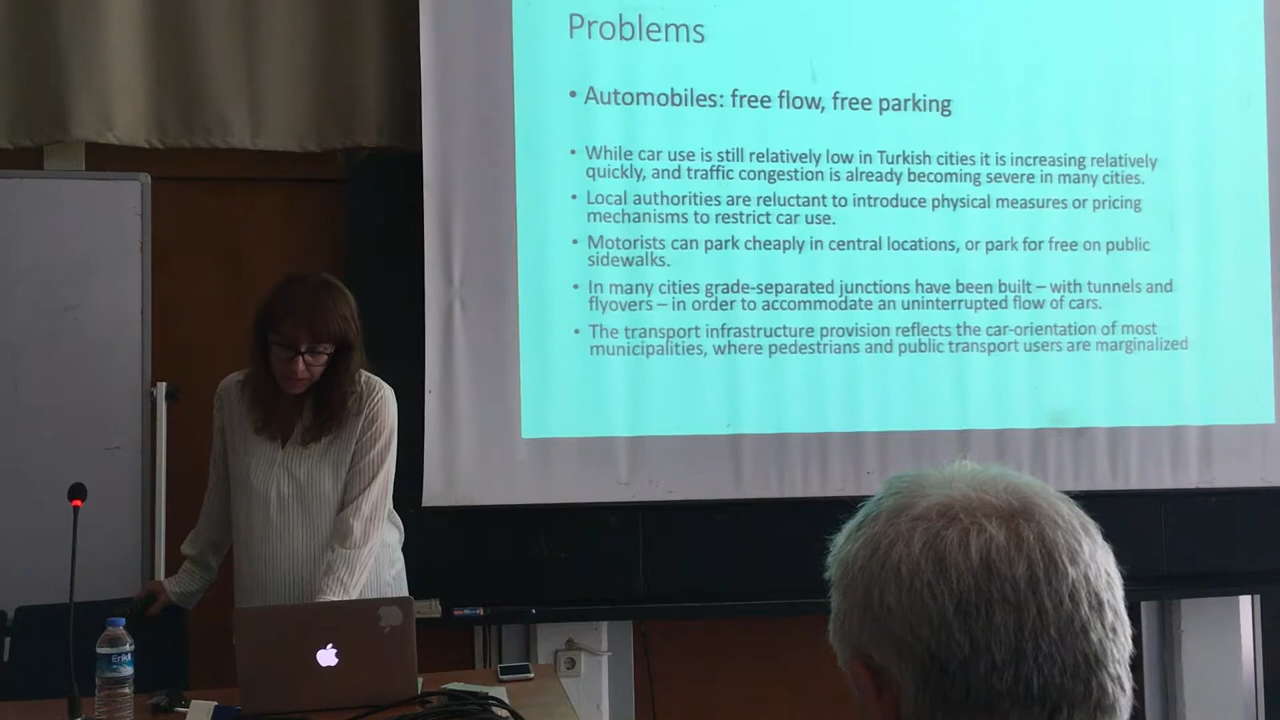 Problems
• Automobiles: free flow, free parking
• While car use is still relatively low in Turkish cities it is increasing relatively
quickly, and traffic congestion is already becoming severe in many cities.
• Local authorities are reluctant to introduce physical measures or pricing
mechanisms to restrict car use.
• Motorists can park cheaply in central locations, or park for free on public
sidewalks.
• In many cities grade-separated junctions have been built – with tunnels and
flyovers – in order to accommodate an uninterrupted flow of cars.
• The transport infrastructure provision reflects the car-orientation of most
municipalities, where pedestrians and public transport users are marginalized
Erikli